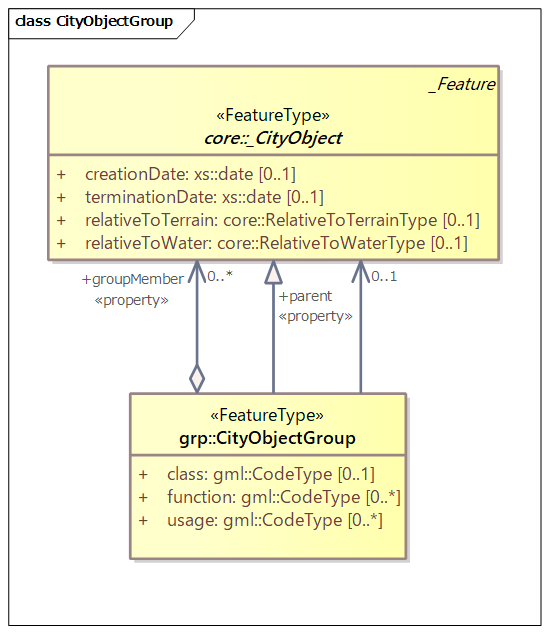 class CityObjectGroup
_Feature
«FeatureType»
core::_CityObject
+ creationDate: xs::date [0..1]
+ terminationDate: xs::date [0..1]
+ relativeToTerrain: core::RelativeToTerrainType [0..1]
+ relativeToWater: core::RelativeToWaterType [0..1]
+groupMember 0..*
«property»
+parent 0..1
«property»
«FeatureType»
grp::CityObjectGroup
+ class: gml::CodeType [0..1]
+ function: gml::CodeType [0..*]
+ usage: gml::CodeType [0..*]